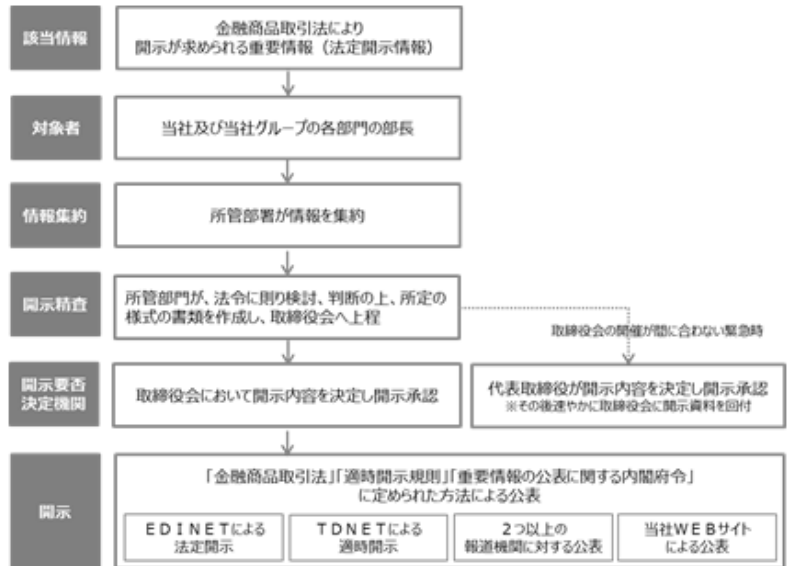 該当情報
金融商品取引法により
開示が求められる重要情報（法定開示情報）
対象者
当社及び当社グループの各部門の部長
情報集約
所管部署が情報を集約
開示精査
所管部門が、法令に則り検討、判断の上、所定の
様式の書類を作成し、取締役会へ上程
取締役会の開催が間に合わない緊急時
開示要否
決定機関
取締役会において開示内容を決定し開示承認
代表取締役が開示内容を決定し開示承認
※その後速やかに取締役会に開示資料を回付
開示
「金融商品取引法」「適時開示規則」「重要情報の公表に関する内閣府令」
に定められた方法による公表
ＥＤＩＮＥＴによる
法定開示
ＴＤＮＥＴによる
適時開示
２つ以上の
報道機関に対する公表
当社ＷＥＢサイト
による公表